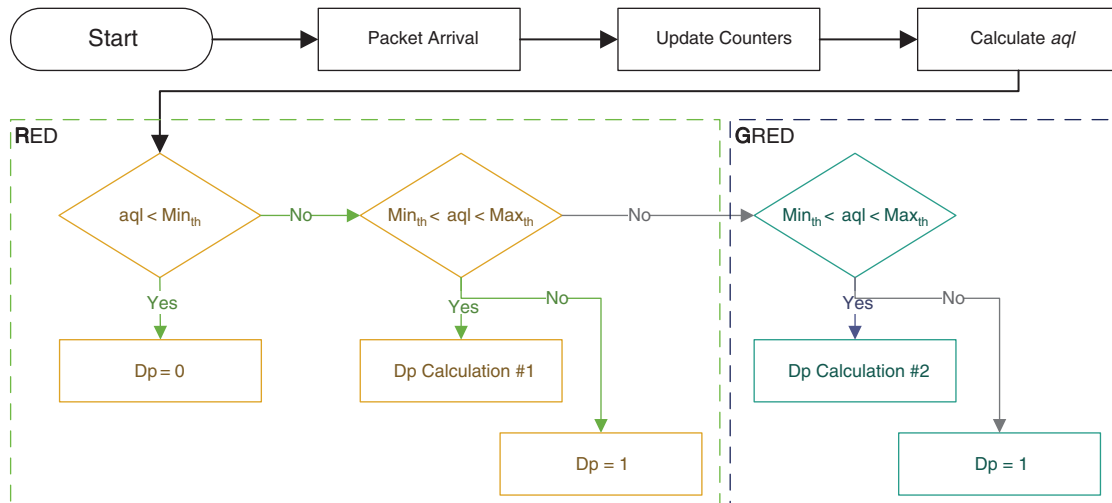 Start
Packet Arrival
Update Counters
Calculate aql
RED
GRED
aql < Minth
No
Minth < aql < Maxth
No
Minth < aql < Maxth
Yes
Yes
No
Yes
No
Dp = 0
Dp Calculation #1
Dp Calculation #2
Dp = 1
Dp = 1